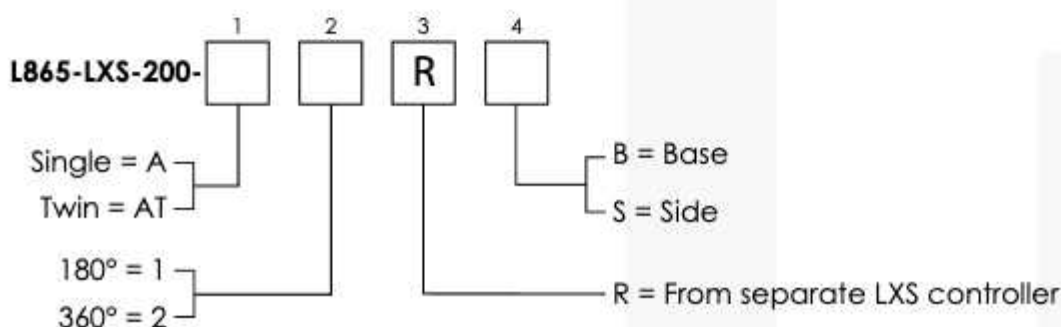 1 2 3 4
L865-LXS-200- R
Single = A
Twin = AT
B = Base
S = Side
180° = 1
360° = 2
R = From separate LXS controller